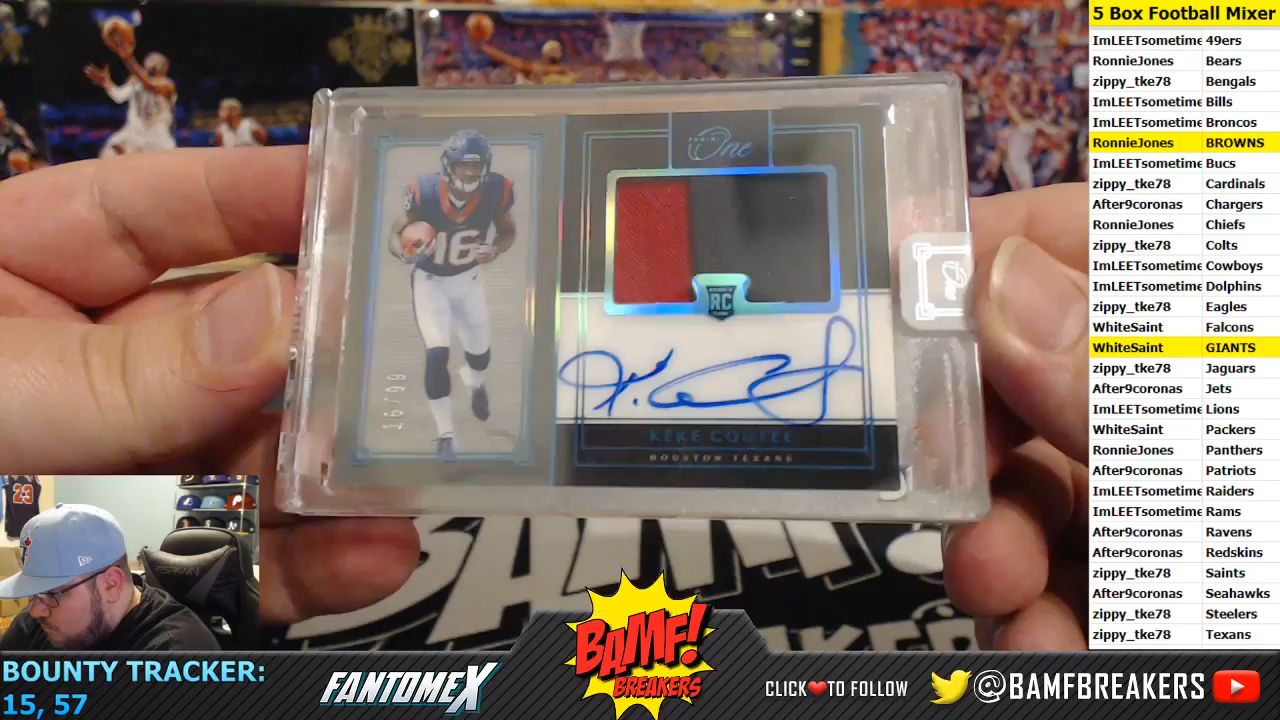 5 Box Football Mixer
ImLEETsometime 49ers
RonnieJones Bears
zippy_tke78 Bengals
ImLEETsometime Bills
ImLEETsometime Broncos
RonnieJones BROWNS
ImLEETsometime Bucs
zippy_tke78 Cardinals
After9coronas Chargers
RonnieJones Chiefs
zippy_tke78 Colts
ImLEETsometime Cowboys
ImLEETsometime Dolphins
zippy_tke78 Eagles
WhiteSaint Falcons
WhiteSaint GIANTS
zippy_tke78 Jaguars
After9coronas Jets
ImLEETsometime Lions
WhiteSaint Packers
RonnieJones Panthers
After9coronas Patriots
ImLEETsometime Raiders
ImLEETsometime Rams
After9coronas Ravens
After9coronas Redskins
zippy_tke78 Saints
After9coronas Seahawks
zippy_tke78 Steelers
zippy_tke78 Texans
PANINI
One
16
RC
16/99
KEKE COUTEE
HOUSTON TEXANS
23
RESPAWN
BOUNTY TRACKER:
15, 57
FANTOMEX
BAMF!
BREAKERS
CLICK TO FOLLOW
@BAMFBREAKERS